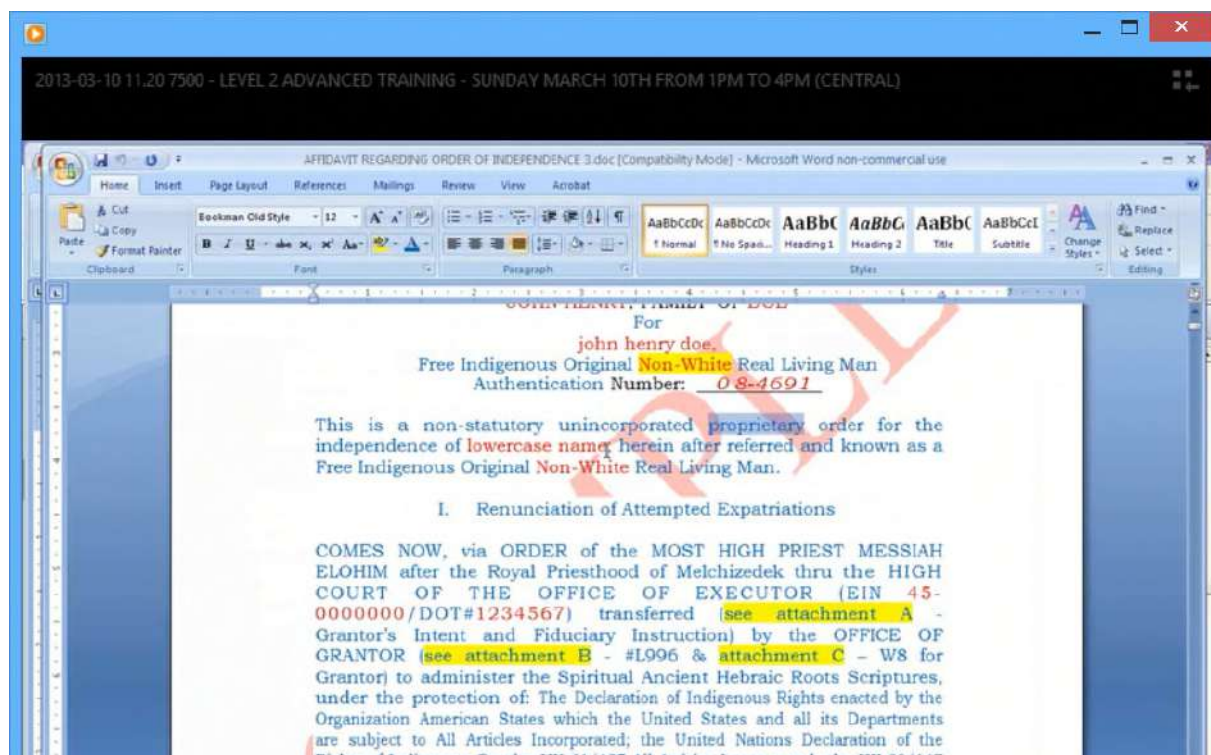 2013-03-10 11.20 7500 - LEVEL 2 ADVANCED TRAINING - SUNDAY MARCH 10TH FROM 1PM TO 4PM (CENTRAL)
AFFIDAVIT REGARDING ORDER OF INDEPENDENCE 3.doc [Compatibility Mode] - Microsoft Word non-commercial use
Home Insert Page Layout References Mailings Review View Acrobat
Paste
Cut
Copy
Format Painter
Clipboard
Bookman Old Style 12
Font
Paragraph
AaBbCcDc AaBbCcDc AaBbC AaBbC AaBb( AaBbCcI
¶ Normal ¶ No Spaci... Heading 1 Heading 2 Title Subtitle
Change Styles
Styles
Find
Replace
Select
Editing
JOHN HENRY, FAMILY OF DOE
For
john henry doe,
Free Indigenous Original Non-White Real Living Man
Authentication Number: 08-4691
This is a non-statutory unincorporated proprietary order for the
independence of lowercase name, herein after referred and known as a
Free Indigenous Original Non-White Real Living Man.
I. Renunciation of Attempted Expatriations
COMES NOW, via ORDER of the MOST HIGH PRIEST MESSIAH
ELOHIM after the Royal Priesthood of Melchizedek thru the HIGH
COURT OF THE OFFICE OF EXECUTOR (EIN 45-
0000000/DOT#1234567) transferred (see attachment A -
Grantor's Intent and Fiduciary Instruction) by the OFFICE OF
GRANTOR (see attachment B - #L996 & attachment C – W8 for
Grantor) to administer the Spiritual Ancient Hebraic Roots Scriptures,
under the protection of: The Declaration of Indigenous Rights enacted by the
Organization American States which the United States and all its Departments
are subject to All Articles Incorporated; the United Nations Declaration of the